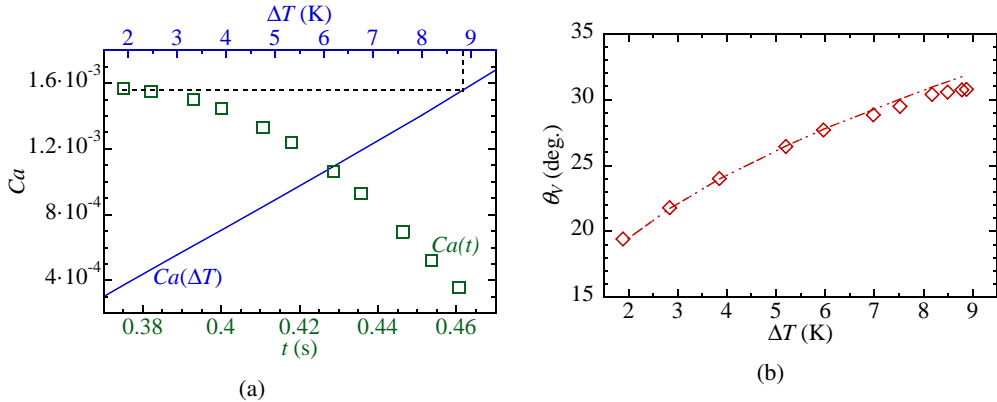 ΔT (K)
2 3 4 5 6 7 8 9
1.6·10⁻³
1.2·10⁻³
8·10⁻⁴
4·10⁻⁴
Ca
Ca(t)
Ca(ΔT)
0.38 0.4 0.42 0.44 0.46
t (s)
(a)
35
30
25
20
15
θV (deg.)
2 3 4 5 6 7 8 9
ΔT (K)
(b)